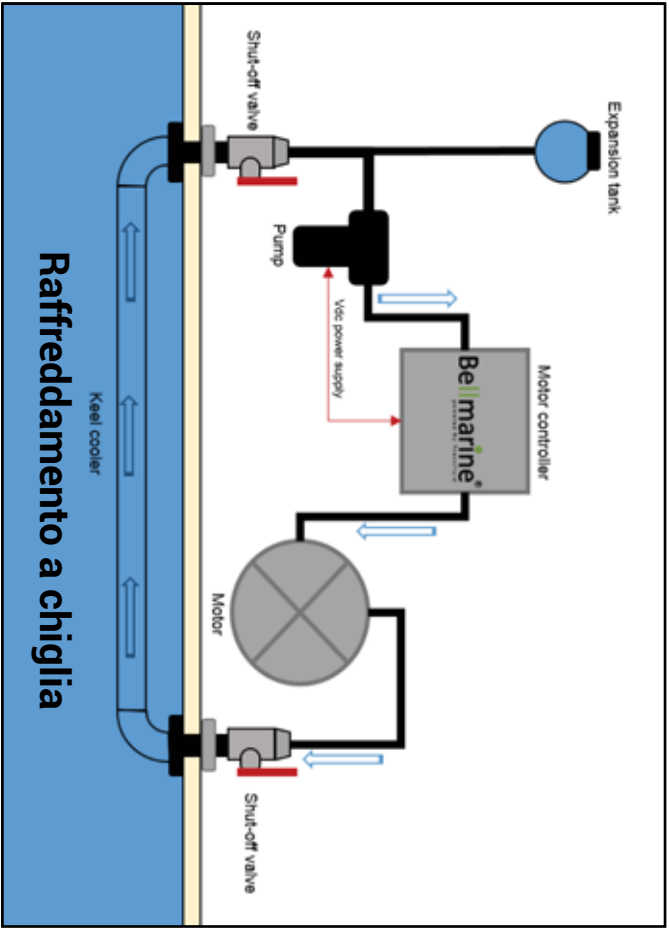 Expansion tank
Shut-off valve
Pump
Vdc power supply
Motor controller
Bellmarine®
Motor
Shut-off valve
Keel cooler
Raffreddamento a chiglia